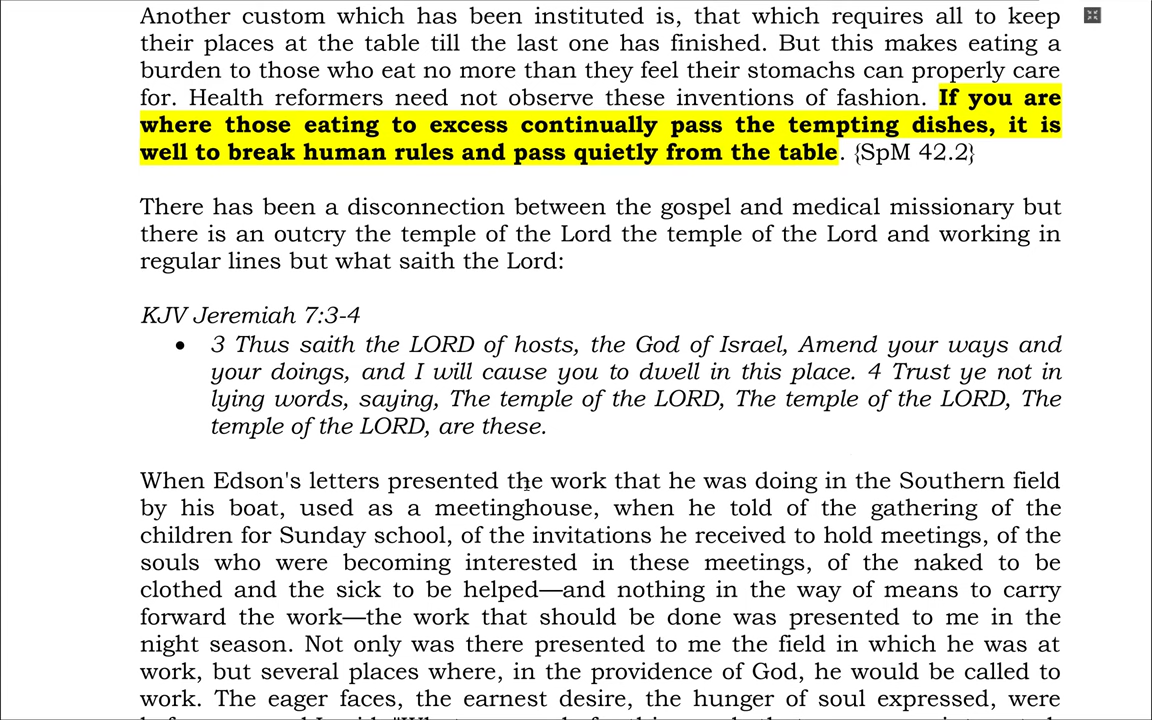 Another custom which has been instituted is, that which requires all to keep
their places at the table till the last one has finished. But this makes eating a
burden to those who eat no more than they feel their stomachs can properly care
for. Health reformers need not observe these inventions of fashion. If you are
where those eating to excess continually pass the tempting dishes, it is
well to break human rules and pass quietly from the table. {SpM 42.2}
There has been a disconnection between the gospel and medical missionary but
there is an outcry the temple of the Lord the temple of the Lord and working in
regular lines but what saith the Lord:
KJV Jeremiah 7:3-4
• 3 Thus saith the LORD of hosts, the God of Israel, Amend your ways and
your doings, and I will cause you to dwell in this place. 4 Trust ye not in
lying words, saying, The temple of the LORD, The temple of the LORD, The
temple of the LORD, are these.
When Edson's letters presented the work that he was doing in the Southern field
by his boat, used as a meetinghouse, when he told of the gathering of the
children for Sunday school, of the invitations he received to hold meetings, of the
souls who were becoming interested in these meetings, of the naked to be
clothed and the sick to be helped—and nothing in the way of means to carry
forward the work—the work that should be done was presented to me in the
night season. Not only was there presented to me the field in which he was at
work, but several places where, in the providence of God, he would be called to
work. The eager faces, the earnest desire, the hunger of soul expressed, were